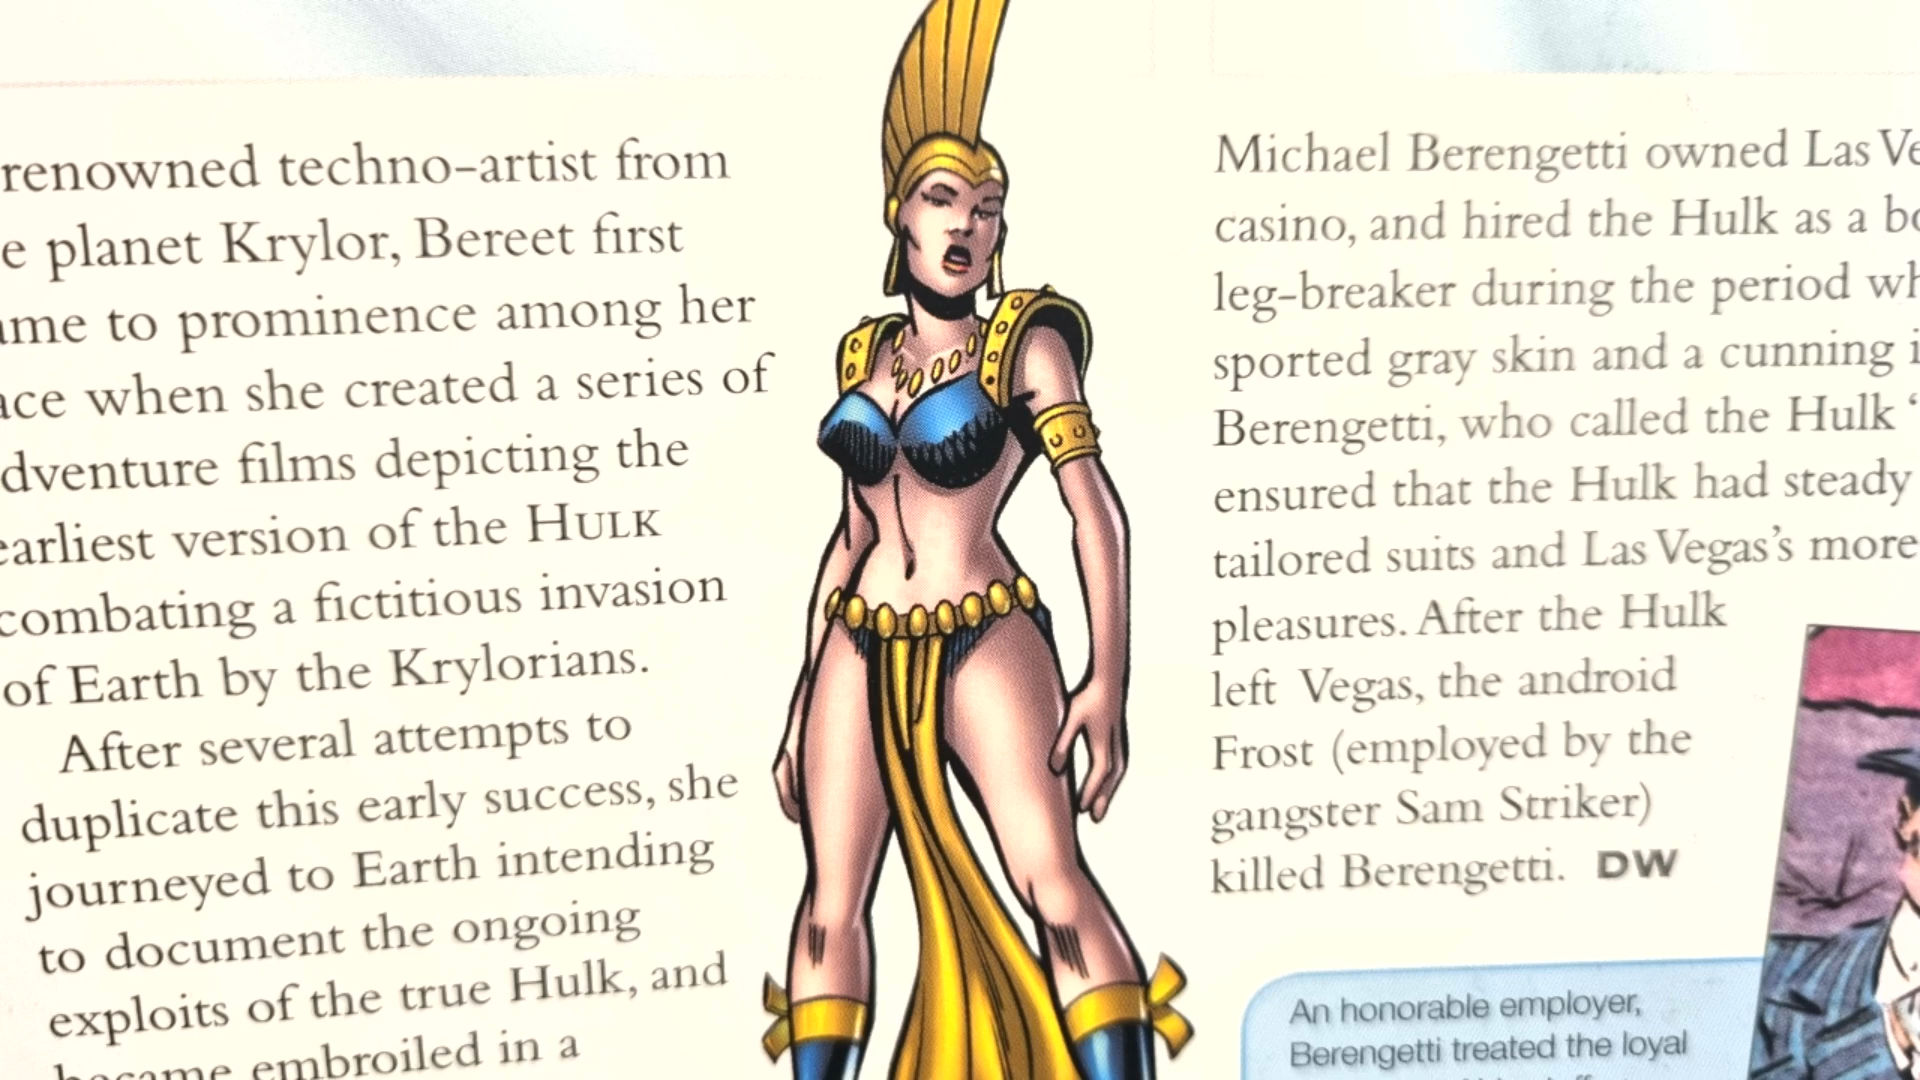 renowned techno-artist from
planet Krylor, Bereet first
to prominence among her
when she created a series of
films depicting the
earliest version of the HULK
combating a fictitious invasion
of Earth by the Krylorians.
After several attempts to
duplicate this early success, she
journeyed to Earth intending
to document the ongoing
exploits of the true Hulk, and
became embroiled in a
Michael Berengetti owned Las
casino, and hired the Hulk as a
leg-breaker during the period
sported gray skin and a cunning
Berengetti, who called the Hulk
ensured that the Hulk had steady
tailored suits and Las Vegas's more
pleasures. After the Hulk
left Vegas, the android
Frost (employed by the
gangster Sam Striker)
killed Berengetti. DW
An honorable employer,
Berengetti treated the loyal